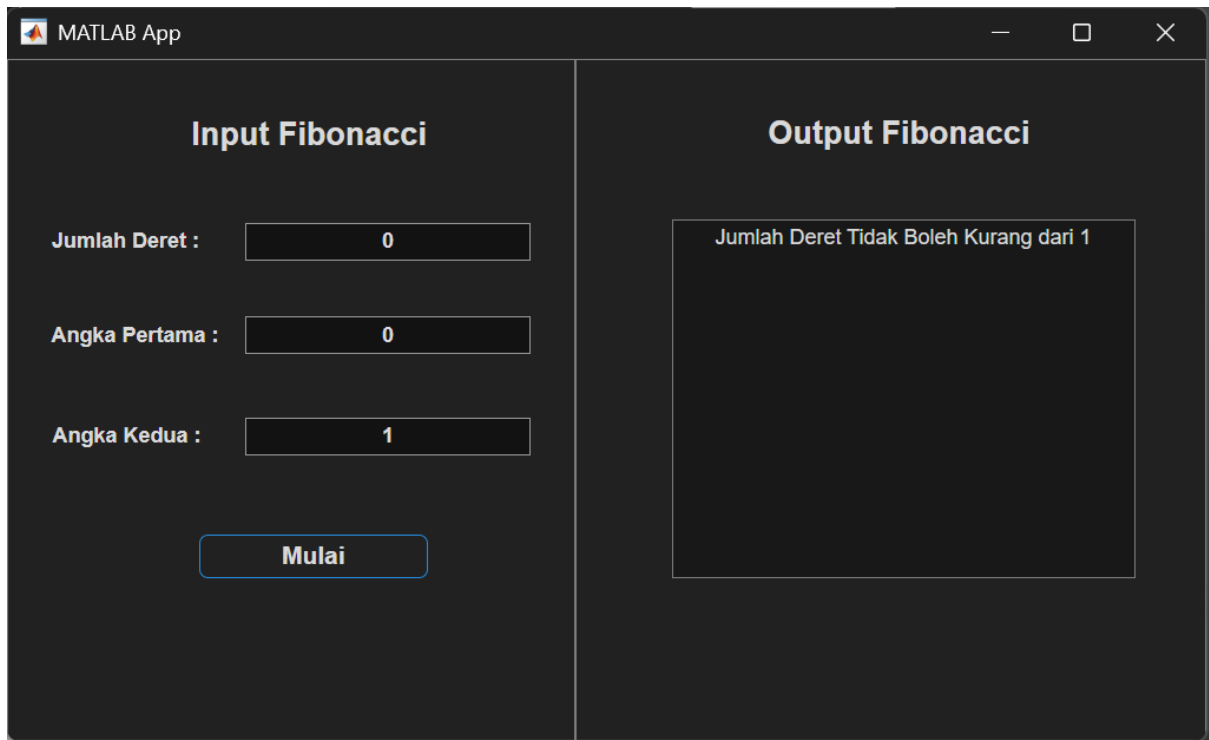 MATLAB App
Input Fibonacci
Jumlah Deret : 0
Angka Pertama : 0
Angka Kedua : 1
Mulai
Output Fibonacci
Jumlah Deret Tidak Boleh Kurang dari 1